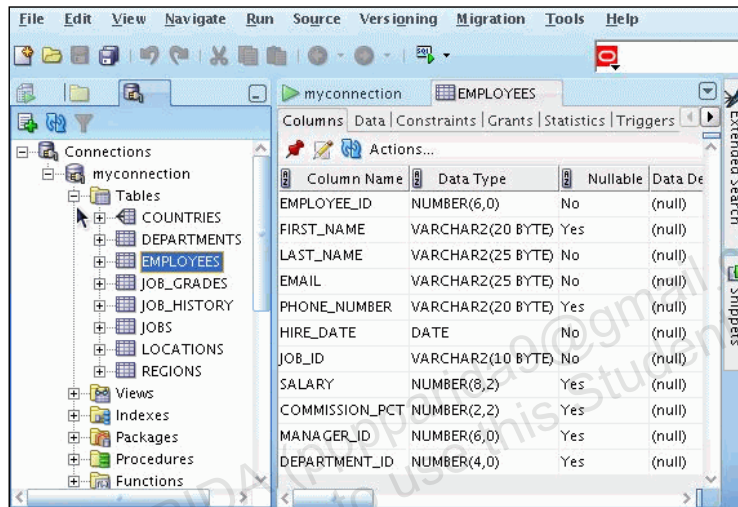 File Edit View Navigate Run Source Versioning Migration Tools Help
myconnection EMPLOYEES
Columns Data Constraints Grants Statistics Triggers
Actions...
Connections
myconnection
Tables
COUNTRIES
DEPARTMENTS
EMPLOYEES
JOB_GRADES
JOB_HISTORY
JOBS
LOCATIONS
REGIONS
Views
Indexes
Packages
Procedures
Functions
Column Name Data Type Nullable Data De
EMPLOYEE_ID NUMBER(6,0) No (null)
FIRST_NAME VARCHAR2(20 BYTE) Yes (null)
LAST_NAME VARCHAR2(25 BYTE) No (null)
EMAIL VARCHAR2(25 BYTE) No (null)
PHONE_NUMBER VARCHAR2(20 BYTE) Yes (null)
HIRE_DATE DATE No (null)
JOB_ID VARCHAR2(10 BYTE) No (null)
SALARY NUMBER(8,2) Yes (null)
COMMISSION_PCT NUMBER(2,2) Yes (null)
MANAGER_ID NUMBER(6,0) Yes (null)
DEPARTMENT_ID NUMBER(4,0) Yes (null)
Extended Search
Snippets
to use this Student